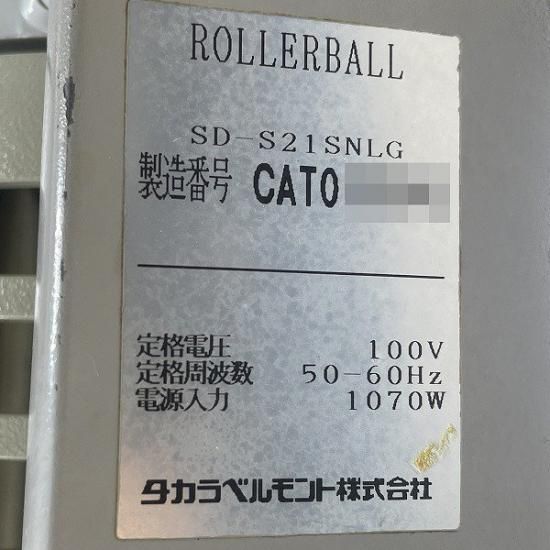 ROLLERBALL
SD-S21SNLG
製造番号 CATO
定格電圧 100V
定格周波数 50-60Hz
電源入力 1070W
タカラベルモント株式会社